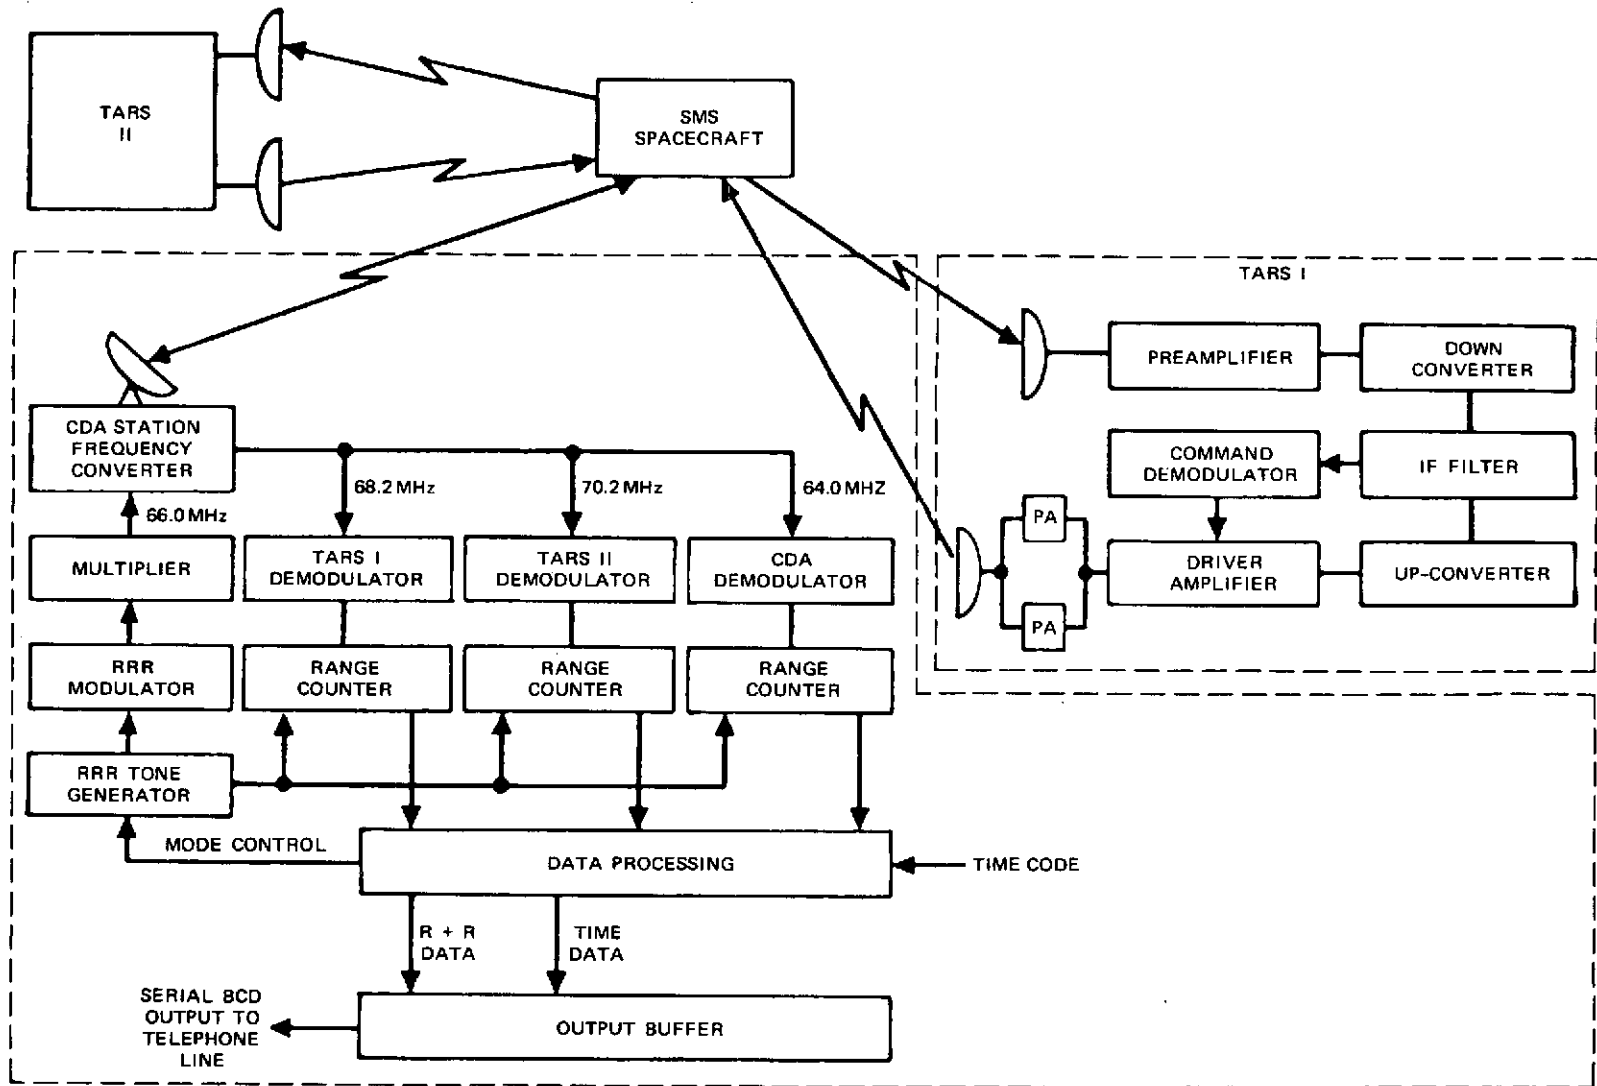 TARS
II
SMS
SPACECRAFT
TARS I
PREAMPLIFIER
DOWN
CONVERTER
COMMAND
DEMODULATOR
IF FILTER
PA
DRIVER
AMPLIFIER
UP-CONVERTER
PA
CDA STATION
FREQUENCY
CONVERTER
68.2 MHz
70.2 MHz
64.0 MHZ
66.0 MHz
MULTIPLIER
TARS I
DEMODULATOR
TARS II
DEMODULATOR
CDA
DEMODULATOR
RRR
MODULATOR
RANGE
COUNTER
RANGE
COUNTER
RANGE
COUNTER
RRR TONE
GENERATOR
MODE CONTROL
DATA PROCESSING
TIME CODE
R + R
DATA
TIME
DATA
SERIAL BCD
OUTPUT TO
TELEPHONE
LINE
OUTPUT BUFFER